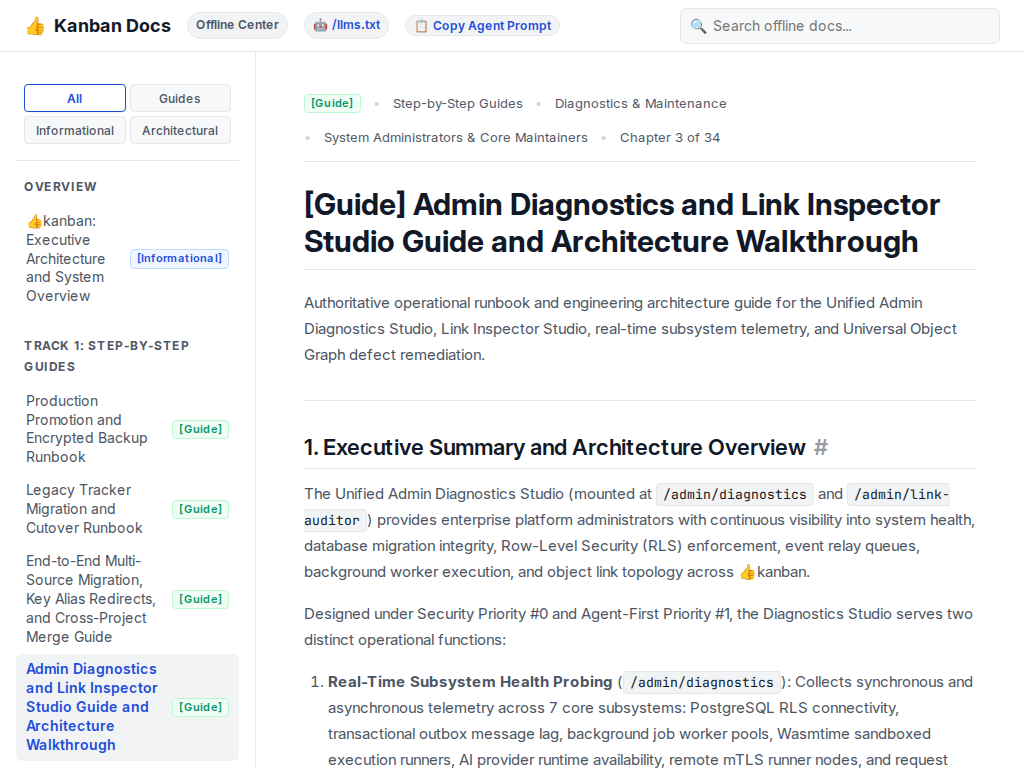 👍 Kanban Docs
Offline Center
🤖 /llms.txt
📋 Copy Agent Prompt
🔍 Search offline docs...
All
Guides
Informational
Architectural
OVERVIEW
👍kanban:
Executive
Architecture
and System
Overview
[Informational]
TRACK 1: STEP-BY-STEP
GUIDES
Production
Promotion and
Encrypted Backup
Runbook
[Guide]
Legacy Tracker
Migration and
Cutover Runbook
[Guide]
End-to-End Multi-
Source Migration,
Key Alias Redirects,
and Cross-Project
Merge Guide
[Guide]
Admin Diagnostics
and Link Inspector
Studio Guide and
Architecture
Walkthrough
[Guide]
[Guide] • Step-by-Step Guides • Diagnostics & Maintenance
• System Administrators & Core Maintainers • Chapter 3 of 34
[Guide] Admin Diagnostics and Link Inspector
Studio Guide and Architecture Walkthrough
Authoritative operational runbook and engineering architecture guide for the Unified Admin
Diagnostics Studio, Link Inspector Studio, real-time subsystem telemetry, and Universal Object
Graph defect remediation.
1. Executive Summary and Architecture Overview #
The Unified Admin Diagnostics Studio (mounted at /admin/diagnostics and /admin/link-
auditor) provides enterprise platform administrators with continuous visibility into system health,
database migration integrity, Row-Level Security (RLS) enforcement, event relay queues,
background worker execution, and object link topology across 👍kanban.
Designed under Security Priority #0 and Agent-First Priority #1, the Diagnostics Studio serves two
distinct operational functions:
1. Real-Time Subsystem Health Probing (/admin/diagnostics): Collects synchronous and
asynchronous telemetry across 7 core subsystems: PostgreSQL RLS connectivity,
transactional outbox message lag, background job worker pools, Wasmtime sandboxed
execution runners, AI provider runtime availability, remote mTLS runner nodes, and request